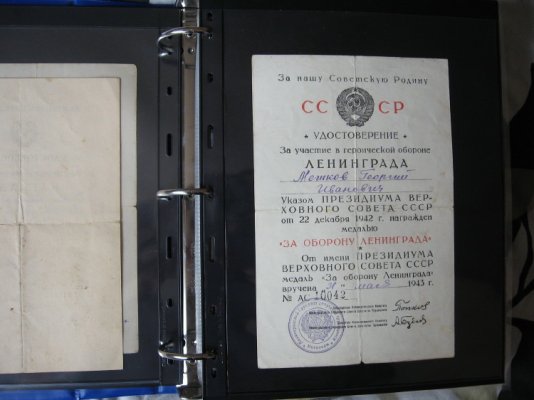 За нашу Советскую Родину
СС СР
УДОСТОВЕРЕНИЕ
За участие в героической обороне
ЛЕНИНГРАДА
Георгий
Иванович
Указом ПРЕЗИДИУМА ВЕР-
ХОВНОГО СОВЕТА СССР
от 22 декабря 1942 г. награжден
медалью
«ЗА ОБОРОНУ ЛЕНИНГРАДА»
От имени ПРЕЗИДИУМА
ВЕРХОВНОГО СОВЕТА СССР
медаль «За оборону Ленинграда»
вручена "31" мая 1943 г.
№ АС 10042